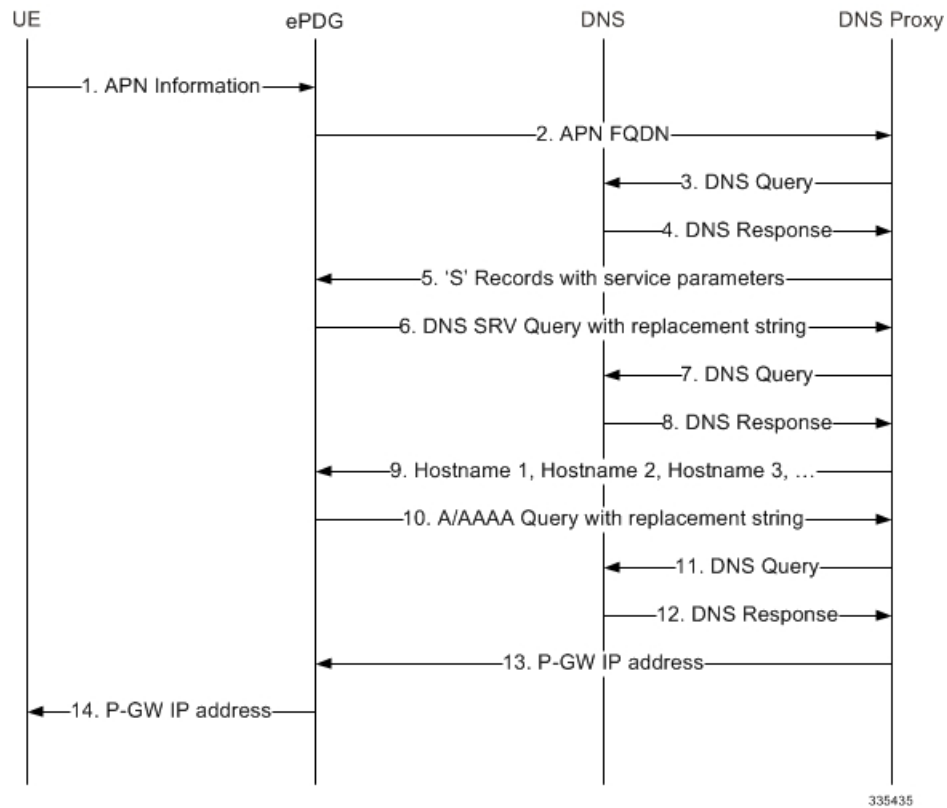 UE ePDG DNS DNS Proxy
1. APN Information
2. APN FQDN
3. DNS Query
4. DNS Response
5. 'S' Records with service parameters
6. DNS SRV Query with replacement string
7. DNS Query
8. DNS Response
9. Hostname 1, Hostname 2, Hostname 3, ...
10. A/AAAA Query with replacement string
11. DNS Query
12. DNS Response
13. P-GW IP address
14. P-GW IP address
335435